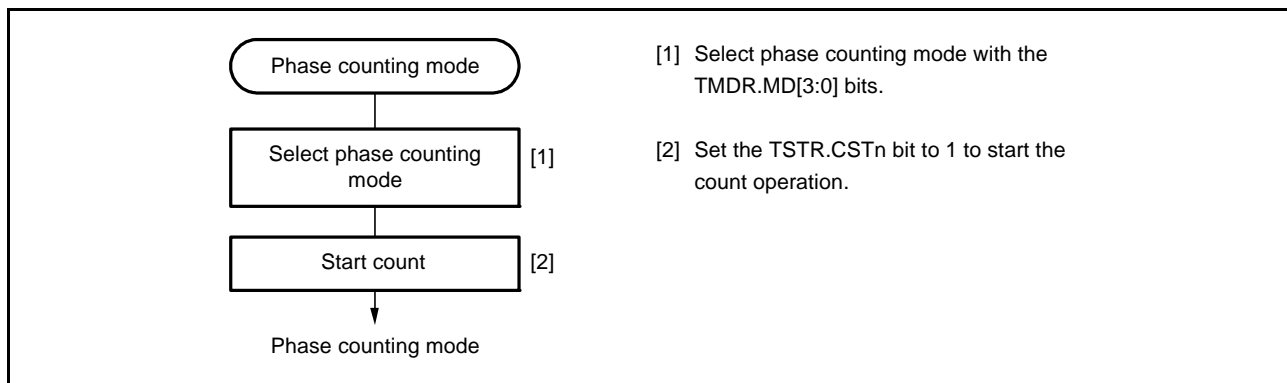 Phase counting mode
Select phase counting
mode
[1]
Start count
[2]
Phase counting mode
[1] Select phase counting mode with the
TMDR.MD[3:0] bits.
[2] Set the TSTR.CSTn bit to 1 to start the
count operation.